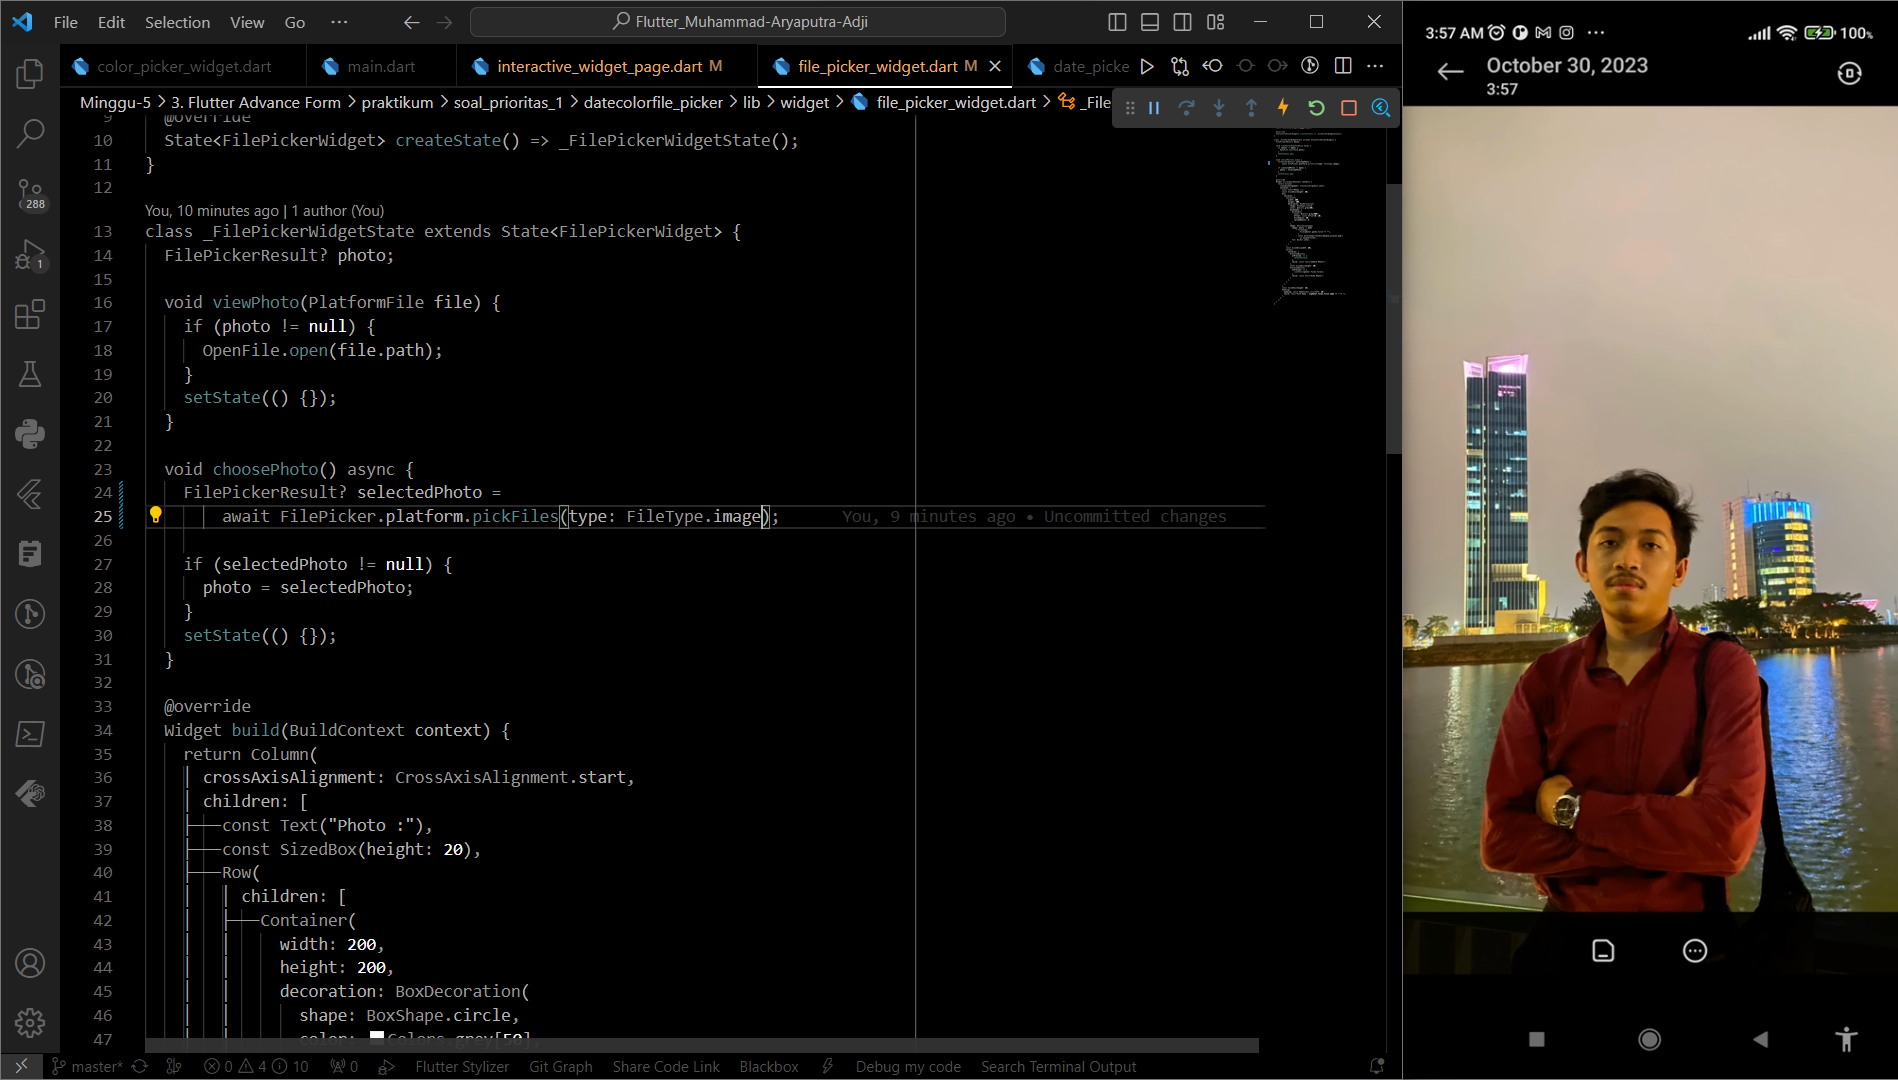 File Edit Selection View Go ··· Flutter_Muhammad-Aryaputra-Adji
color_picker_widget.dart main.dart interactive_widget_page.dart M file_picker_widget.dart M date_picke
Minggu-5 > 3. Flutter Advance Form > praktikum > soal_prioritas_1 > datecolorfile_picker > lib > widget > file_picker_widget.dart > _File
9 @override
10 State<FilePickerWidget> createState() => _FilePickerWidgetState();
11 }
12
You, 10 minutes ago | 1 author (You)
13 class _FilePickerWidgetState extends State<FilePickerWidget> {
14 FilePickerResult? photo;
15
16 void viewPhoto(PlatformFile file) {
17 if (photo != null) {
18 OpenFile.open(file.path);
19 }
20 setState(() {});
21 }
22
23 void choosePhoto() async {
24 FilePickerResult? selectedPhoto =
25 await FilePicker.platform.pickFiles(type: FileType.image); You, 9 minutes ago • Uncommitted changes
26
27 if (selectedPhoto != null) {
28 photo = selectedPhoto;
29 }
30 setState(() {});
31 }
32
33 @override
34 Widget build(BuildContext context) {
35 return Column(
36 crossAxisAlignment: CrossAxisAlignment.start,
37 children: [
38 const Text("Photo :"),
39 const SizedBox(height: 20),
40 Row(
41 children: [
42 Container(
43 width: 200,
44 height: 200,
45 decoration: BoxDecoration(
46 shape: BoxShape.circle,
47 color: Colors.grey[50],
288
1
master* 0 4 10 0 Flutter Stylizer Git Graph Share Code Link Blackbox Debug my code Search Terminal Output
3:57 AM ··· 100%
October 30, 2023
3:57